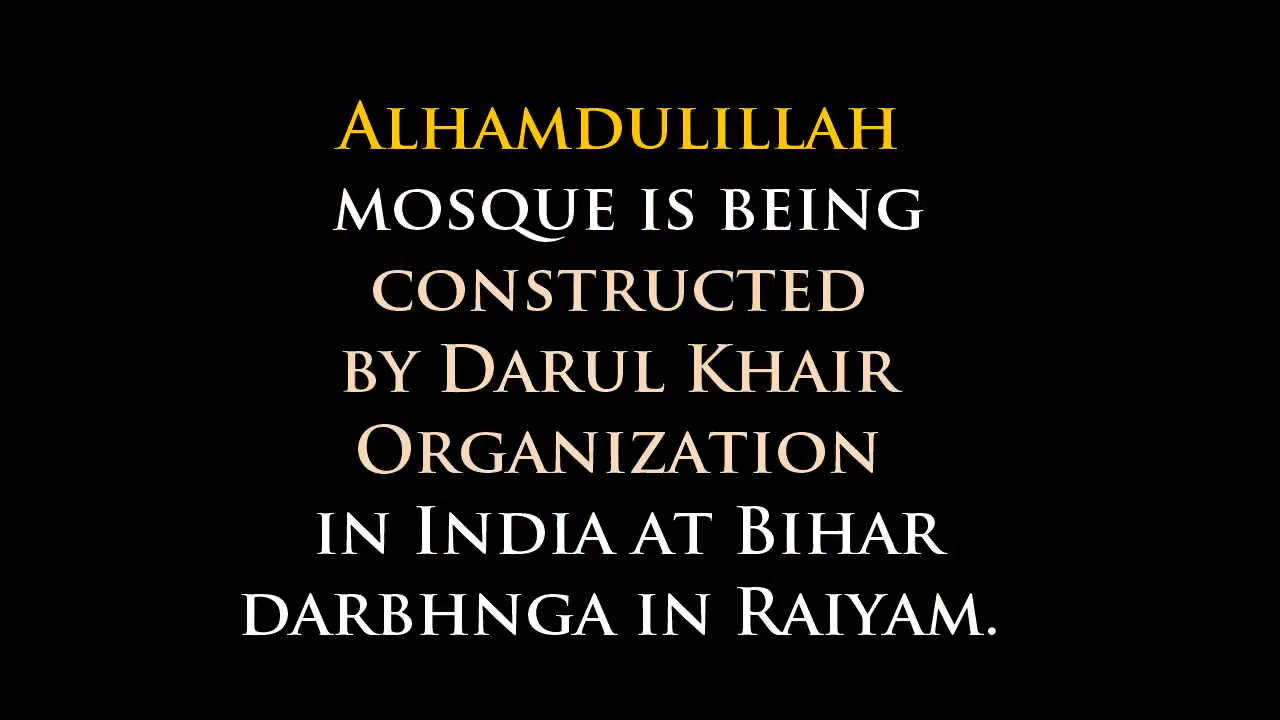 Alhamdulillah
mosque is being
constructed
by Darul Khair
Organization
in India at Bihar
darbhnga in Raiyam.